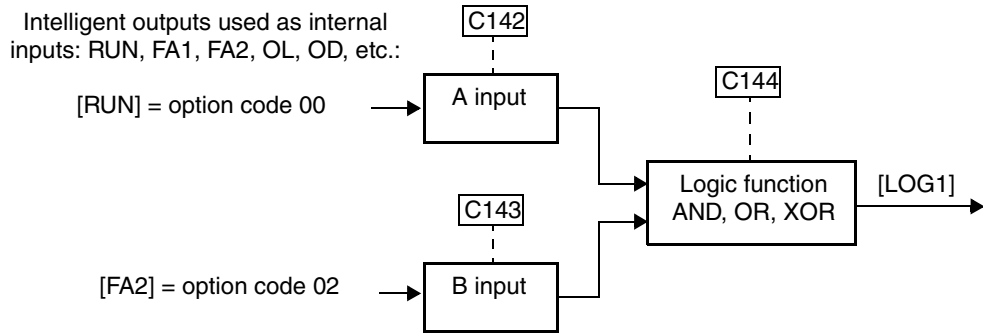 Intelligent outputs used as internal
inputs: RUN, FA1, FA2, OL, OD, etc.:
C142
[RUN] = option code 00
A input
C144
Logic function
AND, OR, XOR
[LOG1]
C143
[FA2] = option code 02
B input